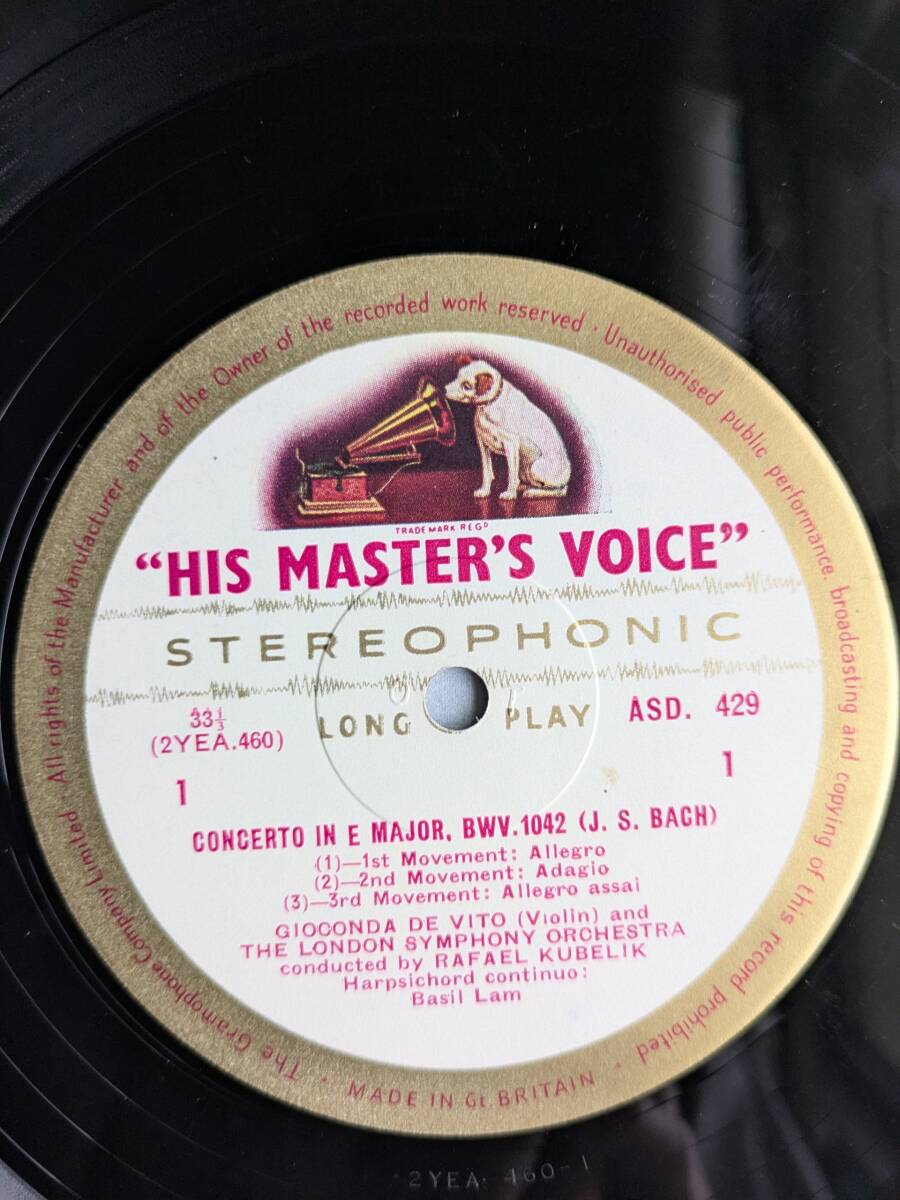 All rights of the Manufacturer and of the Owner of the recorded work reserved · Unauthorised public performance, broadcasting and copying of this record prohibited ·
TRADE MARK REGD
“HIS MASTER'S VOICE”
STEREOPHONIC
33⅓ LONG PLAY ASD. 429
(2YEA.460)
1 1
CONCERTO IN E MAJOR, BWV.1042 (J. S. BACH)
(1)—1st Movement: Allegro
(2)—2nd Movement: Adagio
(3)—3rd Movement: Allegro assai
GIOCONDA DE VITO (Violin) and
THE LONDON SYMPHONY ORCHESTRA
conducted by RAFAEL KUBELIK
Harpsichord continuo:
Basil Lam
The Gramophone Company Limited ·
MADE IN Gt. BRITAIN
2YEA 460-1